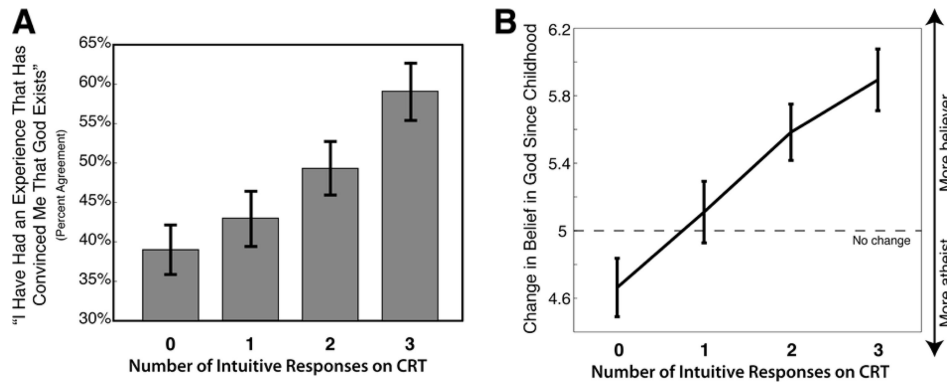 A
"I Have Had an Experience That Has
Convinced Me That God Exists"
(Percent Agreement)
65%
60%
55%
50%
45%
40%
35%
30%
0 1 2 3
Number of Intuitive Responses on CRT
B
Change in Belief in God Since Childhood
6.2
5.8
5.4
5
4.6
No change
0 1 2 3
Number of Intuitive Responses on CRT
More believer
More atheist